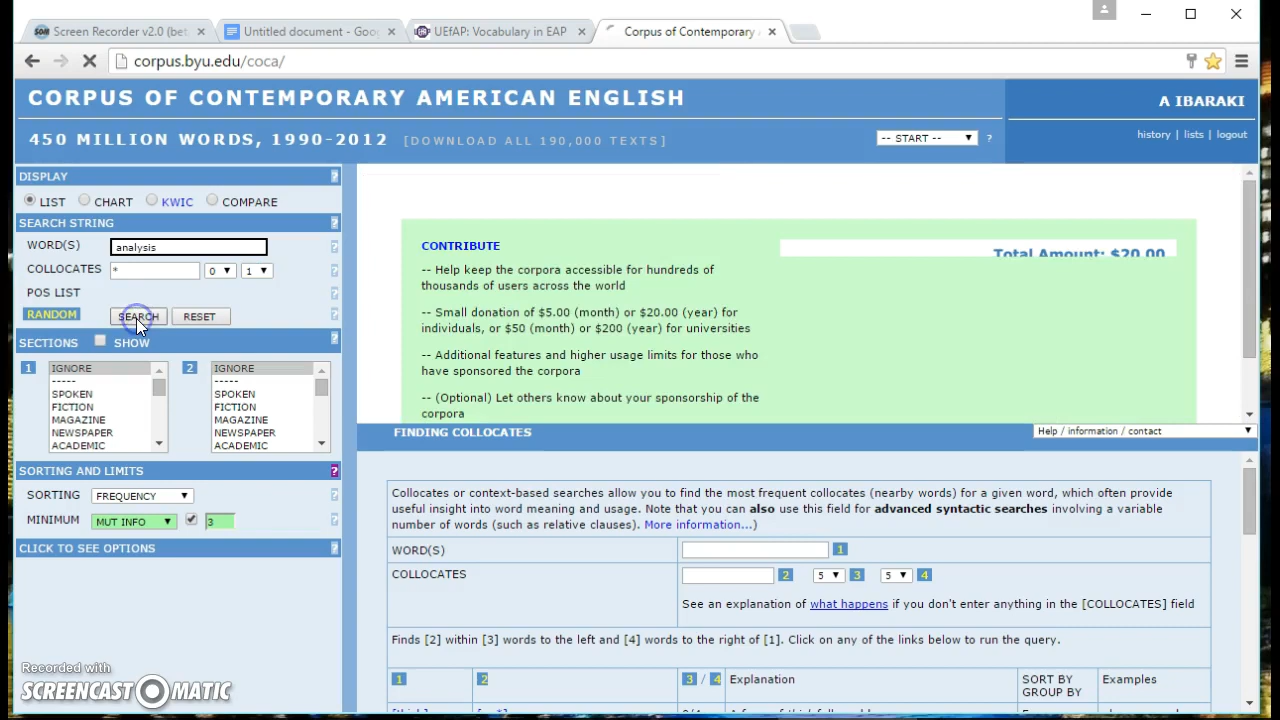 Screen Recorder v2.0 (bet
Untitled document - Goo
UEfAP: Vocabulary in EAP
Corpus of Contemporary
corpus.byu.edu/coca/
CORPUS OF CONTEMPORARY AMERICAN ENGLISH
A IBARAKI
450 MILLION WORDS, 1990-2012 [DOWNLOAD ALL 190,000 TEXTS]
-- START -- ?
history | lists | logout
DISPLAY ?
LIST CHART KWIC COMPARE
SEARCH STRING ?
WORD(S) analysis ?
COLLOCATES * 0 1 ?
POS LIST ?
RANDOM SEARCH RESET ?
SECTIONS SHOW ?
1 IGNORE 2 IGNORE
----- -----
SPOKEN SPOKEN
FICTION FICTION
MAGAZINE MAGAZINE
NEWSPAPER NEWSPAPER
ACADEMIC ACADEMIC
SORTING AND LIMITS ?
SORTING FREQUENCY ?
MINIMUM MUT INFO 3 ?
CLICK TO SEE OPTIONS ?
CONTRIBUTE
Total Amount: $20.00
-- Help keep the corpora accessible for hundreds of
thousands of users across the world
-- Small donation of $5.00 (month) or $20.00 (year) for
individuals, or $50 (month) or $200 (year) for universities
-- Additional features and higher usage limits for those who
have sponsored the corpora
-- (Optional) Let others know about your sponsorship of the
corpora
FINDING COLLOCATES
Help / information / contact
Collocates or context-based searches allow you to find the most frequent collocates (nearby words) for a given word, which often provide
useful insight into word meaning and usage. Note that you can also use this field for advanced syntactic searches involving a variable
number of words (such as relative clauses). More information...)
WORD(S) 1
COLLOCATES 2 5 3 5 4
See an explanation of what happens if you don't enter anything in the [COLLOCATES] field
Finds [2] within [3] words to the left and [4] words to the right of [1]. Click on any of the links below to run the query.
1 2 3 / 4 Explanation SORT BY Examples
GROUP BY
Recorded with
SCREENCAST MATIC